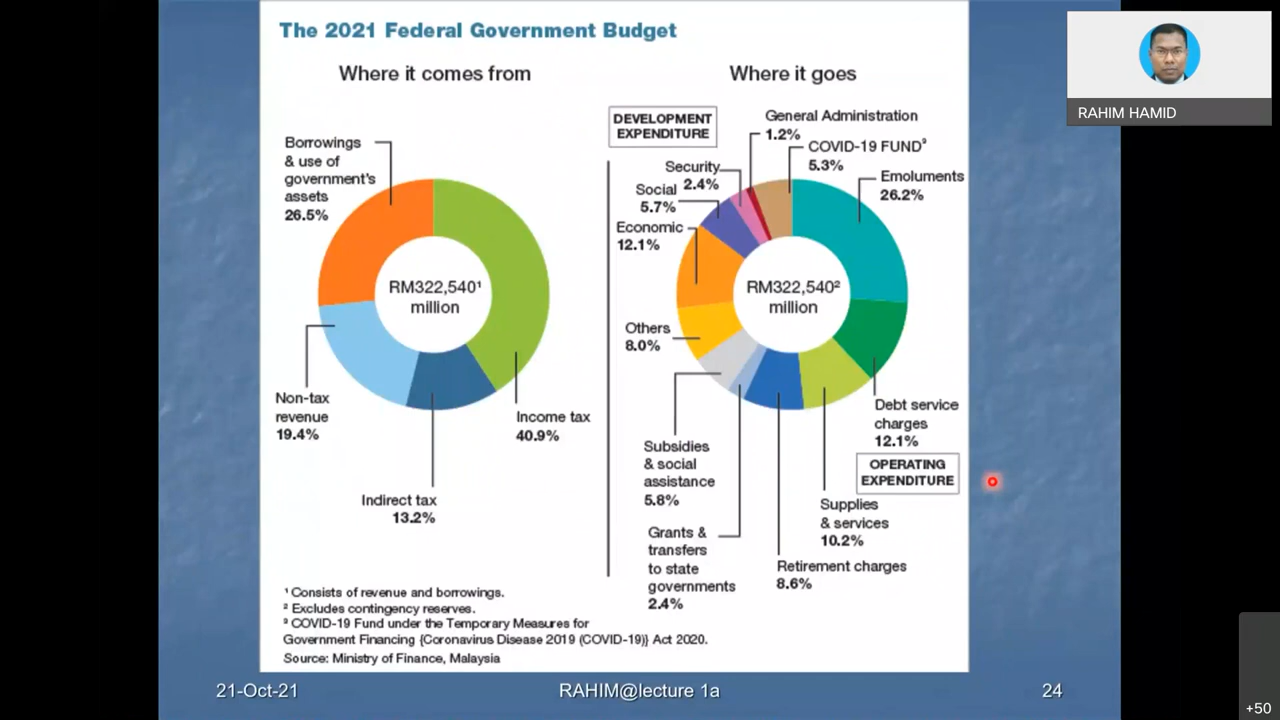 The 2021 Federal Government Budget
Where it comes from
Borrowings
& use of
government's
assets
26.5%
RM322,540¹
million
Non-tax
revenue
19.4%
Income tax
40.9%
Indirect tax
13.2%
Where it goes
DEVELOPMENT
EXPENDITURE
General Administration
1.2%
COVID-19 FUND³
5.3%
Security
2.4%
Social
5.7%
Economic
12.1%
Emoluments
26.2%
RM322,540²
million
Others
8.0%
Debt service
charges
12.1%
OPERATING
EXPENDITURE
Subsidies
& social
assistance
5.8%
Supplies
& services
10.2%
Grants &
transfers
to state
governments
2.4%
Retirement charges
8.6%
¹ Consists of revenue and borrowings.
² Excludes contingency reserves.
³ COVID-19 Fund under the Temporary Measures for
Government Financing {Coronavirus Disease 2019 (COVID-19)} Act 2020.
Source: Ministry of Finance, Malaysia
21-Oct-21
RAHIM@lecture 1a
24
RAHIM HAMID
+50